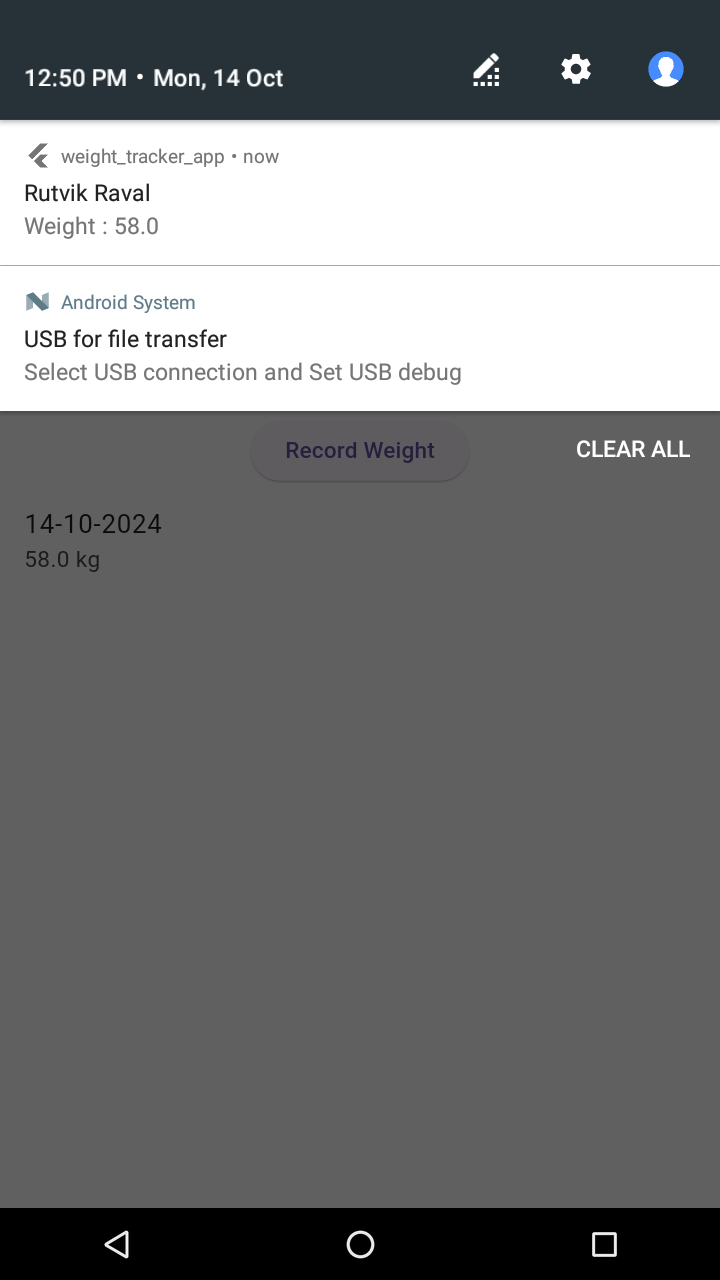 12:50 PM • Mon, 14 Oct
weight_tracker_app • now
Rutvik Raval
Weight : 58.0
Android System
USB for file transfer
Select USB connection and Set USB debug
Record Weight
CLEAR ALL
14-10-2024
58.0 kg